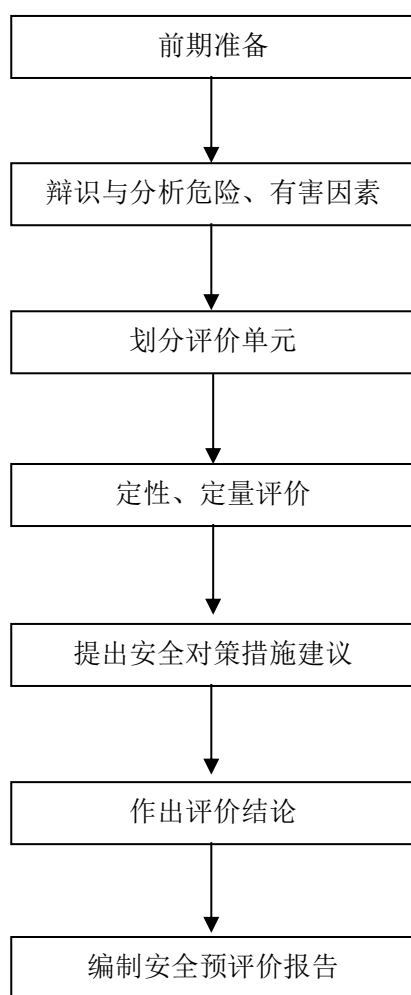 前期准备
辩识与分析危险、有害因素
划分评价单元
定性、定量评价
提出安全对策措施建议
作出评价结论
编制安全预评价报告